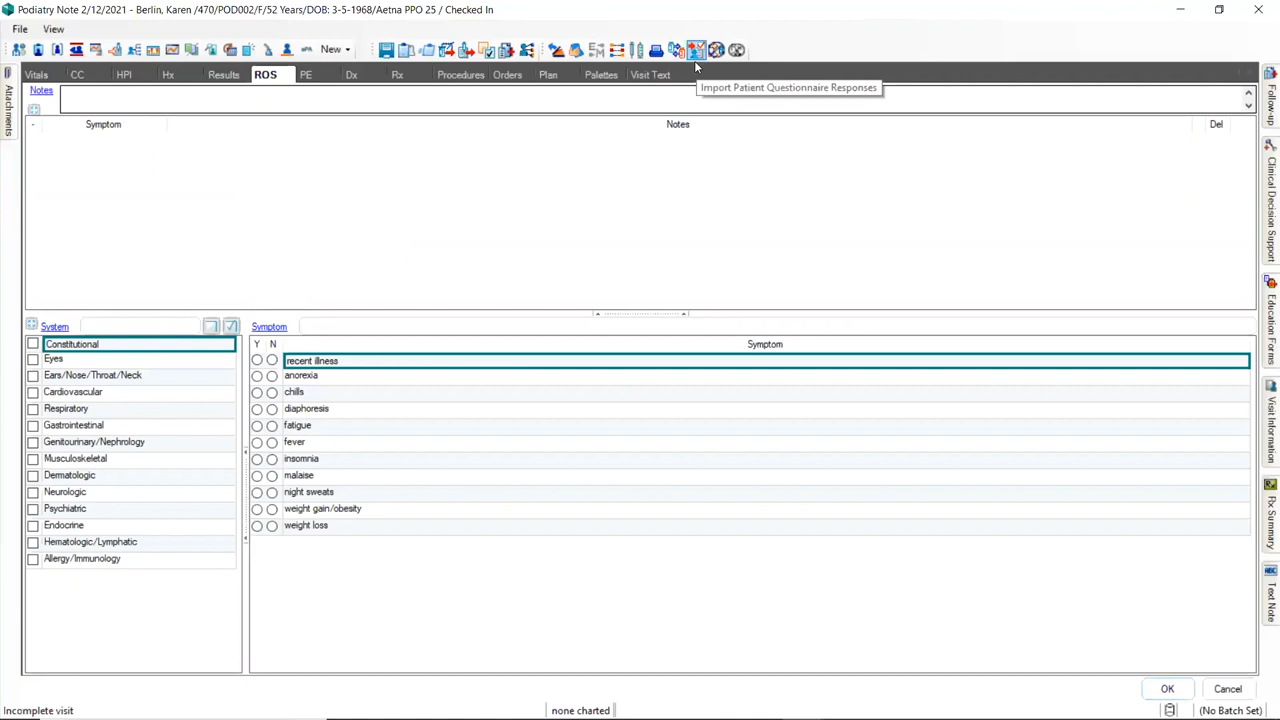 Podiatry Note 2/12/2021 - Berlin, Karen /470/POD002/F/52 Years/DOB: 3-5-1968/Aetna PPO 25 / Checked In
File View
New
Vitals CC HPI Hx Results ROS PE Dx Rx Procedures Orders Plan Palettes Visit Text
Import Patient Questionnaire Responses
Notes
- Symptom Notes Del
System
Symptom
Y N Symptom
Constitutional
Eyes
Ears/Nose/Throat/Neck
Cardiovascular
Respiratory
Gastrointestinal
Genitourinary/Nephrology
Musculoskeletal
Dermatologic
Neurologic
Psychiatric
Endocrine
Hematologic/Lymphatic
Allergy/Immunology
recent illness
anorexia
chills
diaphoresis
fatigue
fever
insomnia
malaise
night sweats
weight gain/obesity
weight loss
Attachments
Follow-up
Clinical Decision Support
Education Forms
Visit Information
Rx Summary
ABC
Text Note
OK Cancel
Incomplete visit none charted (No Batch Set)